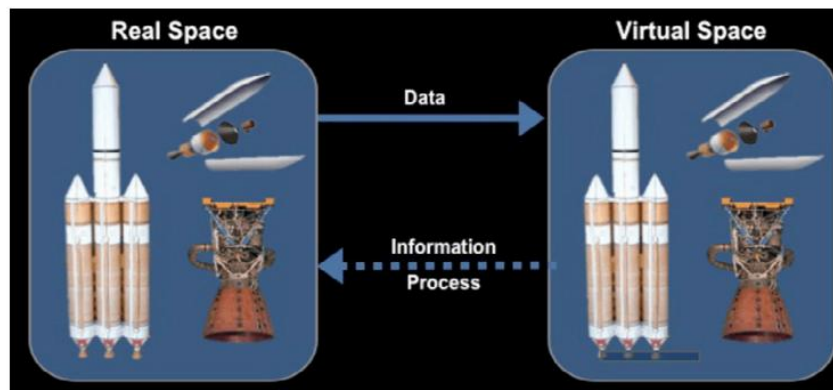 Real Space
Virtual Space
Data
Information
Process